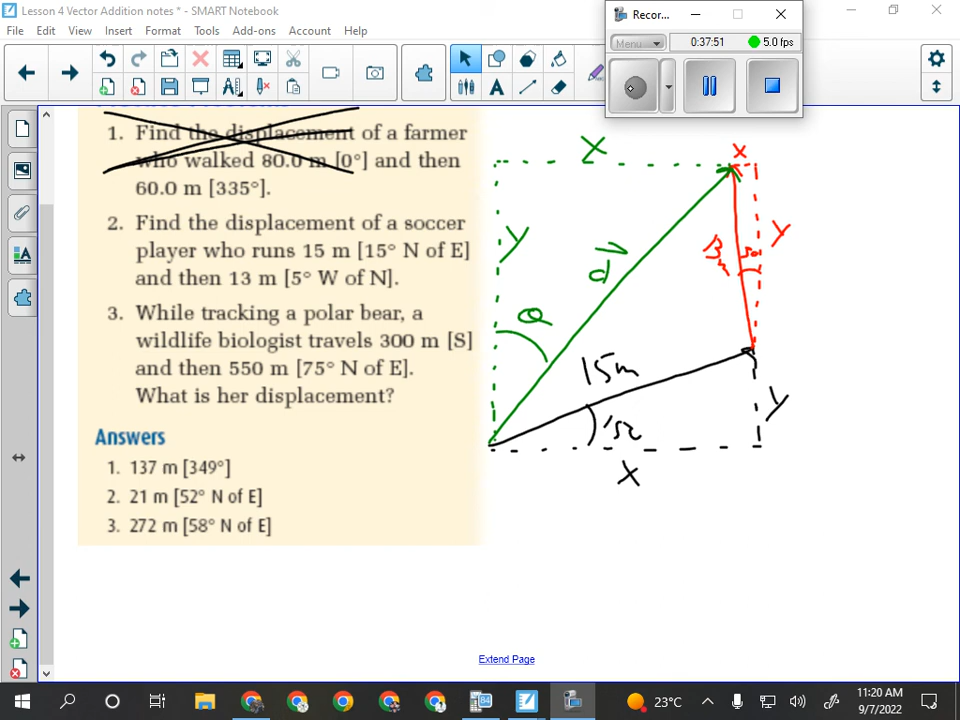 Lesson 4 Vector Addition notes * - SMART Notebook
File Edit View Insert Format Tools Add-ons Account Help
Recor...
Menu
0:37:51
5.0 fps
1. Find the displacement of a farmer
who walked 80.0 m [0°] and then
60.0 m [335°].
2. Find the displacement of a soccer
player who runs 15 m [15° N of E]
and then 13 m [5° W of N].
3. While tracking a polar bear, a
wildlife biologist travels 300 m [S]
and then 550 m [75° N of E].
What is her displacement?
Answers
1. 137 m [349°]
2. 21 m [52° N of E]
3. 272 m [58° N of E]
x
x
y
y
d
θ
15m
y
x
Extend Page
23°C
11:20 AM
9/7/2022